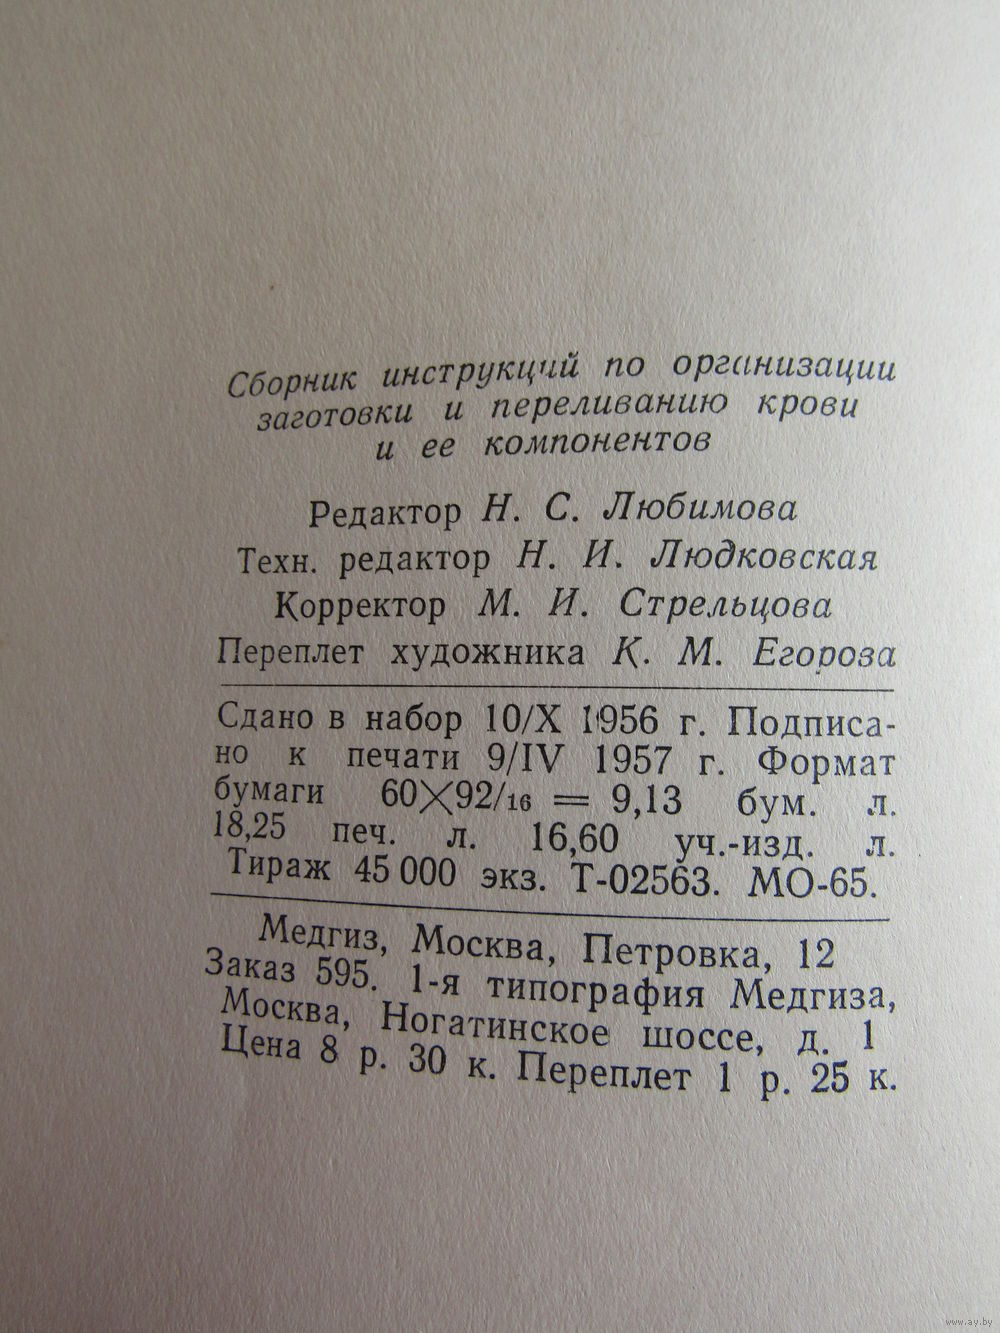 Сборник инструкций по организации
заготовки и переливанию крови
и ее компонентов
Редактор Н. С. Любимова
Техн. редактор Н. И. Людковская
Корректор М. И. Стрельцова
Переплет художника К. М. Егорова
Сдано в набор 10/X 1956 г. Подписа-
но к печати 9/IV 1957 г. Формат
бумаги 60×92/16 = 9,13 бум. л.
18,25 печ. л. 16,60 уч.-изд. л.
Тираж 45 000 экз. Т-02563. МО-65.
Медгиз, Москва, Петровка, 12
Заказ 595. 1-я типография Медгиза,
Москва, Ногатинское шоссе, д. 1
Цена 8 р. 30 к. Переплет 1 р. 25 к.
www.ay.by